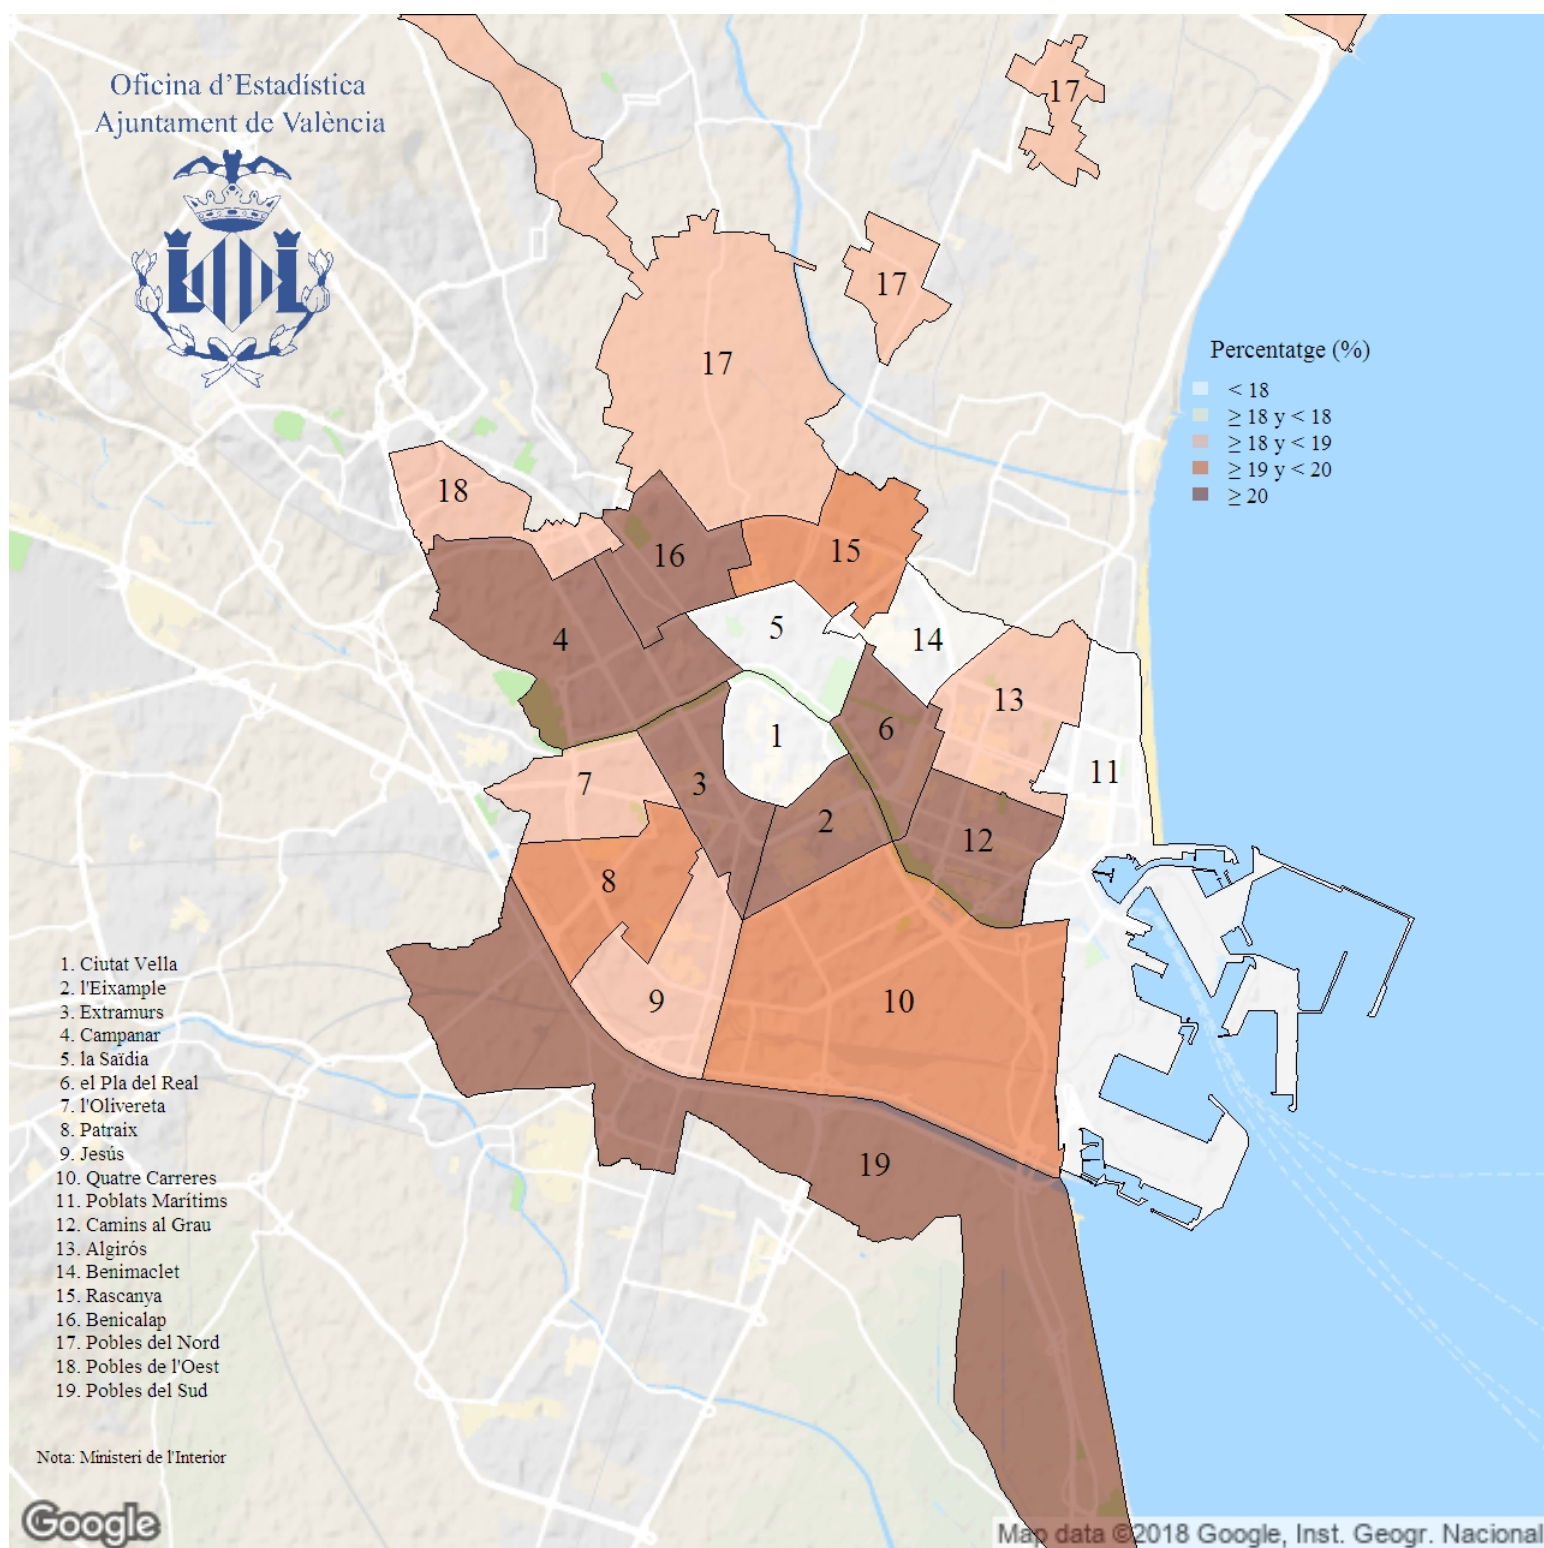 Oficina d'Estadística
Ajuntament de València
17
17
17
Percentatge (%)
< 18
≥ 18 y < 18
≥ 18 y < 19
≥ 19 y < 20
≥ 20
18
16
15
4
5
14
13
6
1
11
7
3
2
12
8
9
10
19
1. Ciutat Vella
2. l'Eixample
3. Extramurs
4. Campanar
5. la Saïdia
6. el Pla del Real
7. l'Olivereta
8. Patraix
9. Jesús
10. Quatre Carreres
11. Poblats Marítims
12. Camins al Grau
13. Algirós
14. Benimaclet
15. Rascanya
16. Benicalap
17. Pobles del Nord
18. Pobles de l'Oest
19. Pobles del Sud
Nota: Ministeri de l'Interior
Google
Map data ©2018 Google, Inst. Geogr. Nacional